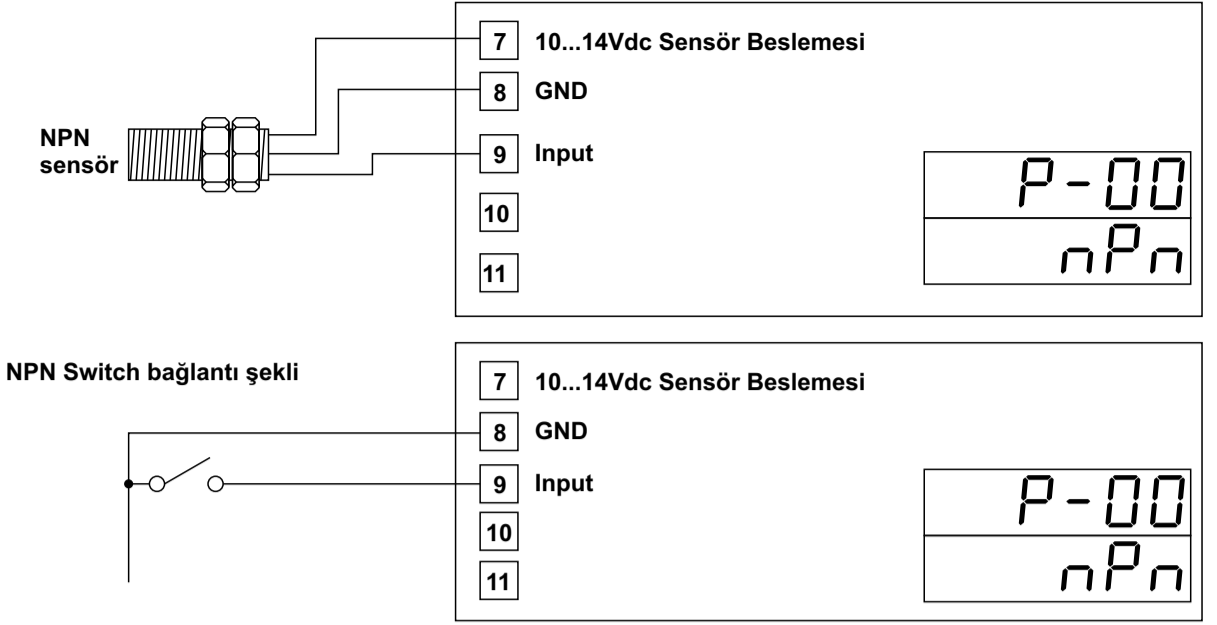 7 10...14Vdc Sensör Beslemesi
8 GND
NPN
sensör
9 Input
10
11
P-00
nPn
NPN Switch bağlantı şekli
7 10...14Vdc Sensör Beslemesi
8 GND
9 Input
10
11
P-00
nPn